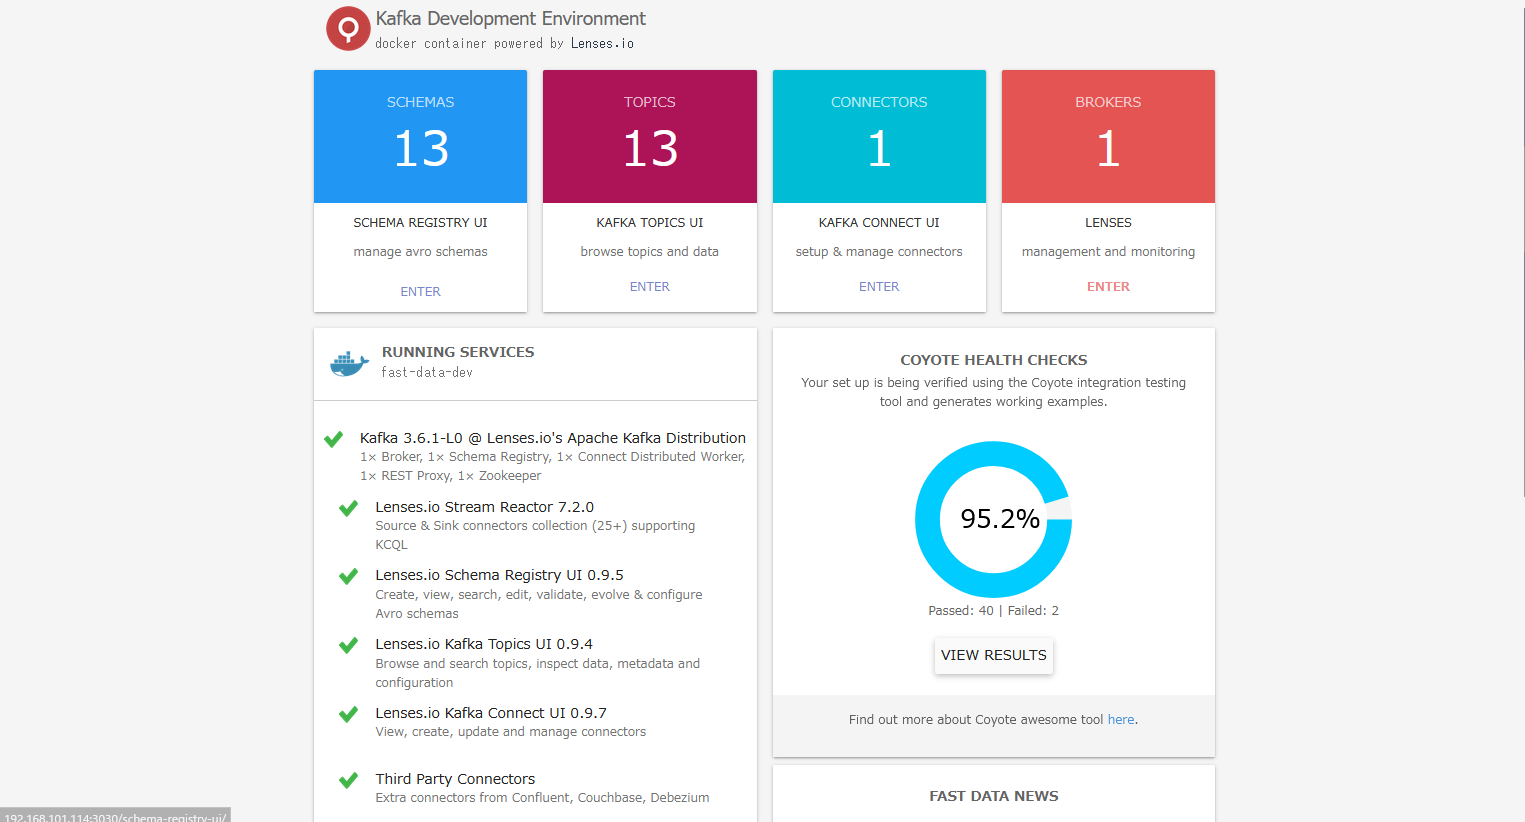 Kafka Development Environment
docker container powered by Lenses.io
SCHEMAS
13
SCHEMA REGISTRY UI
manage avro schemas
ENTER
TOPICS
13
KAFKA TOPICS UI
browse topics and data
ENTER
CONNECTORS
1
KAFKA CONNECT UI
setup & manage connectors
ENTER
BROKERS
1
LENSES
management and monitoring
ENTER
RUNNING SERVICES
fast-data-dev
Kafka 3.6.1-L0 @ Lenses.io's Apache Kafka Distribution
1× Broker, 1× Schema Registry, 1× Connect Distributed Worker,
1× REST Proxy, 1× Zookeeper
Lenses.io Stream Reactor 7.2.0
Source & Sink connectors collection (25+) supporting
KCQL
Lenses.io Schema Registry UI 0.9.5
Create, view, search, edit, validate, evolve & configure
Avro schemas
Lenses.io Kafka Topics UI 0.9.4
Browse and search topics, inspect data, metadata and
configuration
Lenses.io Kafka Connect UI 0.9.7
View, create, update and manage connectors
Third Party Connectors
Extra connectors from Confluent, Couchbase, Debezium
COYOTE HEALTH CHECKS
Your set up is being verified using the Coyote integration testing
tool and generates working examples.
95.2%
Passed: 40 | Failed: 2
VIEW RESULTS
Find out more about Coyote awesome tool here.
FAST DATA NEWS
192.168.101.114:3030/schema-registry-ui/